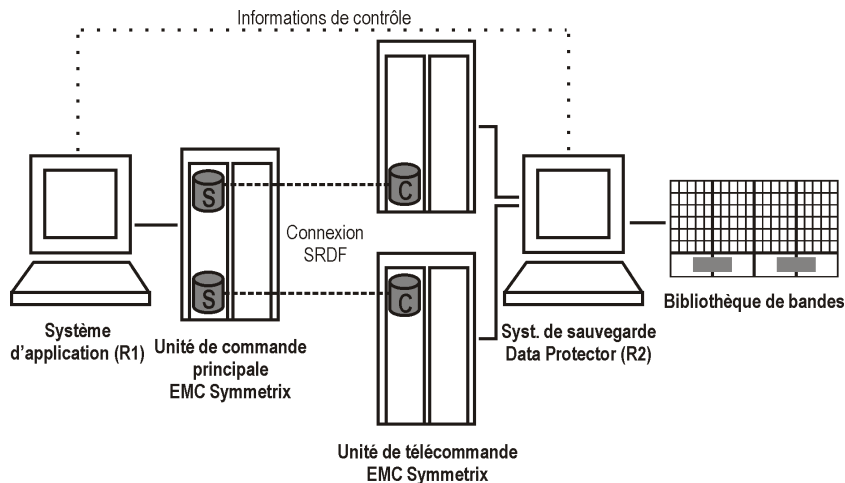 Informations de contrôle
S
C
Connexion
SRDF
S
C
Système
d'application (R1)
Unité de commande
principale
EMC Symmetrix
Syst. de sauvegarde
Data Protector (R2)
Bibliothèque de bandes
Unité de télécommande
EMC Symmetrix